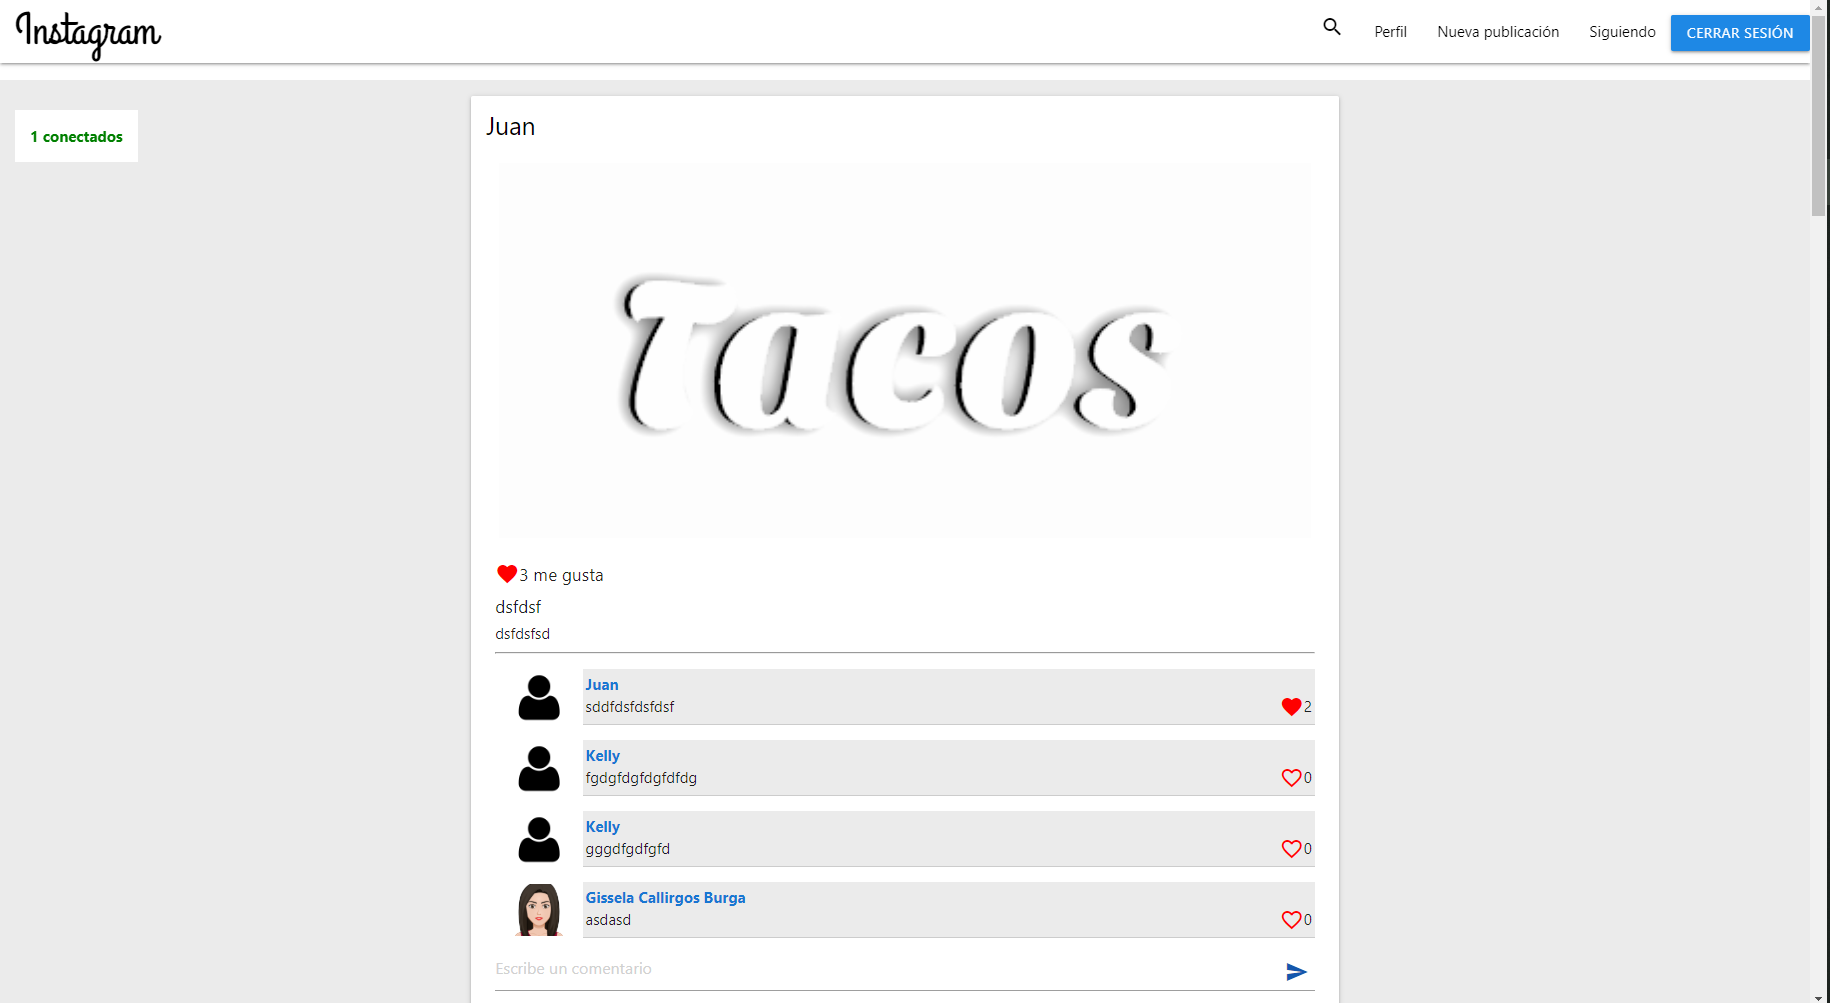 Instagram
Perfil
Nueva publicación
Siguiendo
CERRAR SESIÓN
1 conectados
Juan
Tacos
3 me gusta
dsfdsf
dsfdsfsd
Juan
sddfdsfdsfdsf
2
Kelly
fgdgfdgfdgfdfdg
0
Kelly
gggdfgdfgfd
0
Gissela Callirgos Burga
asdasd
0
Escribe un comentario